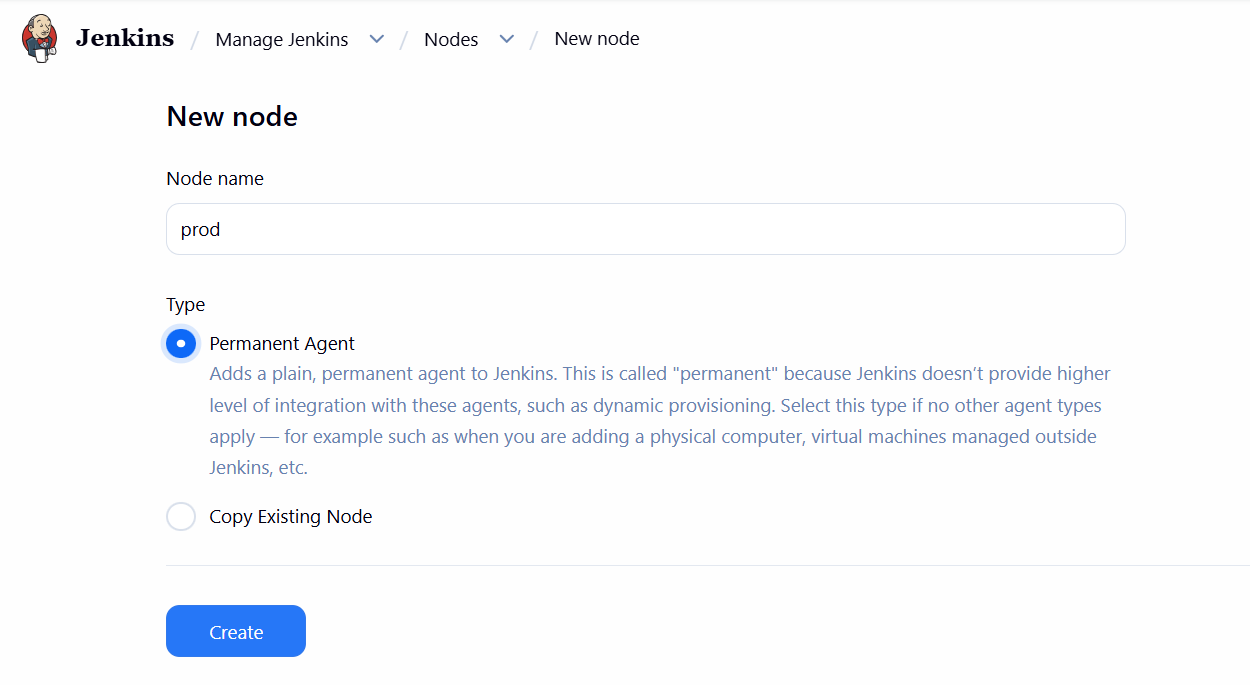 Jenkins / Manage Jenkins / Nodes / New node
New node
Node name
prod
Type
Permanent Agent
Adds a plain, permanent agent to Jenkins. This is called "permanent" because Jenkins doesn’t provide higher
level of integration with these agents, such as dynamic provisioning. Select this type if no other agent types
apply — for example such as when you are adding a physical computer, virtual machines managed outside
Jenkins, etc.
Copy Existing Node
Create